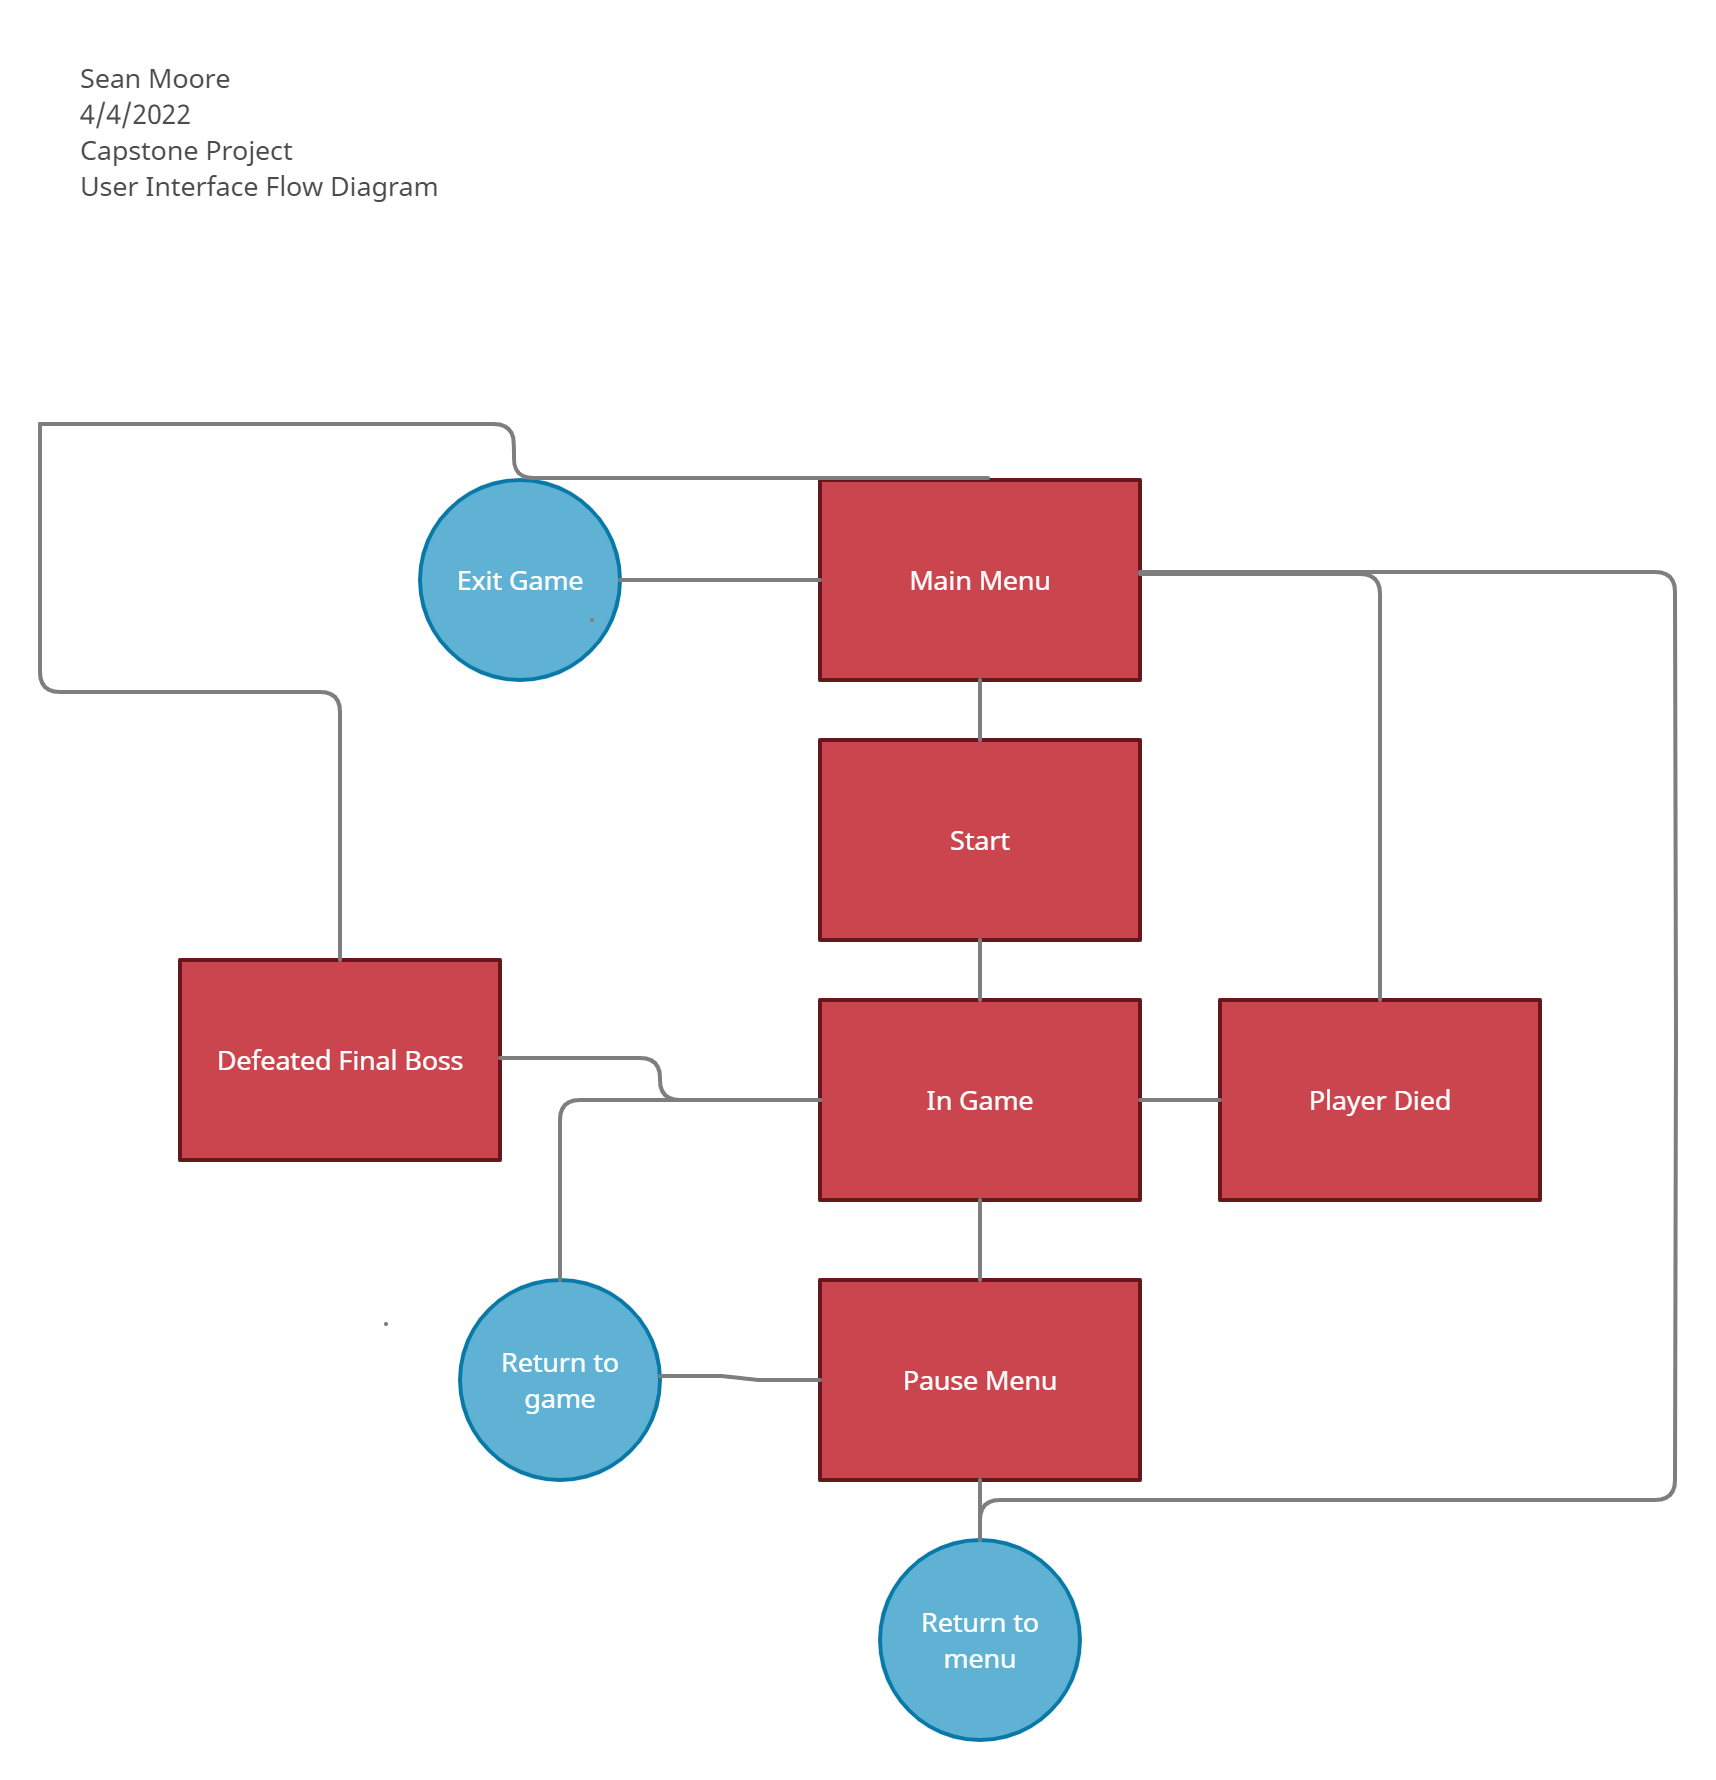 Sean Moore
4/4/2022
Capstone Project
User Interface Flow Diagram
Exit Game
Main Menu
Start
Defeated Final Boss
In Game
Player Died
Return to
game
Pause Menu
Return to
menu